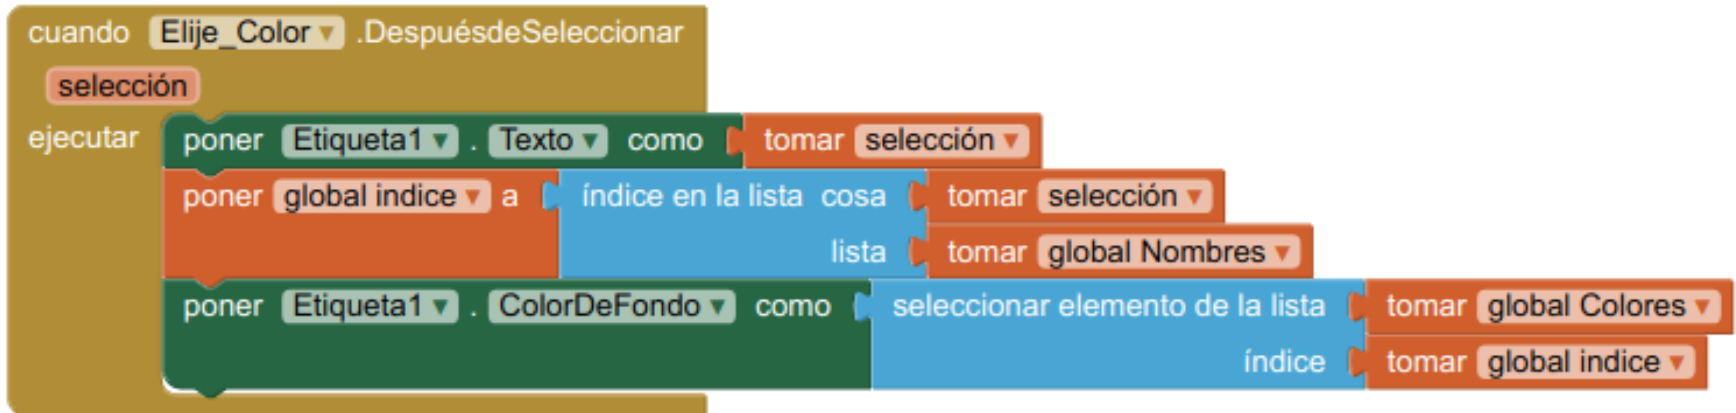 cuando Elije_Color .DespuésdeSeleccionar
selección
ejecutar poner Etiqueta1 . Texto como tomar selección
poner global indice a índice en la lista cosa tomar selección
lista tomar global Nombres
poner Etiqueta1 . ColorDeFondo como seleccionar elemento de la lista tomar global Colores
índice tomar global indice